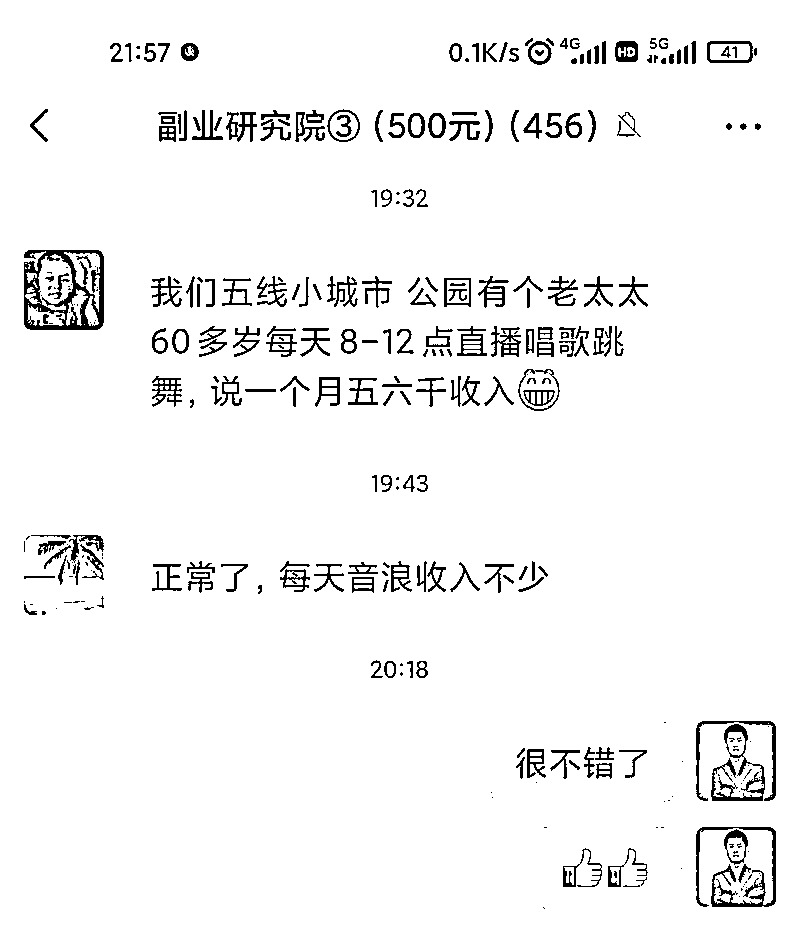 21:57 0.1K/s 4G HD 5G 41
副业研究院③(500元)(456)
19:32
我们五线小城市 公园有个老太太
60多岁每天8-12点直播唱歌跳
舞, 说一个月五六千收入
19:43
正常了, 每天音浪收入不少
20:18
很不错了